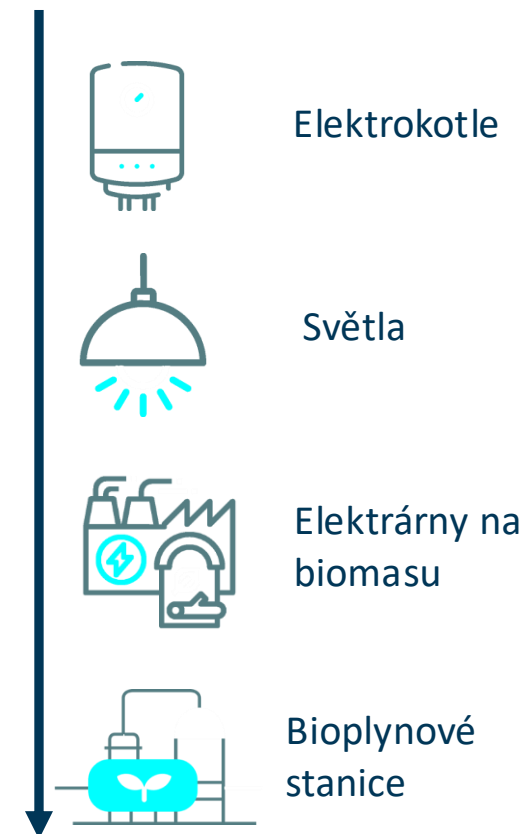 Elektrokotle
Světla
Elektrárny na
biomasu
Bioplynové
stanice